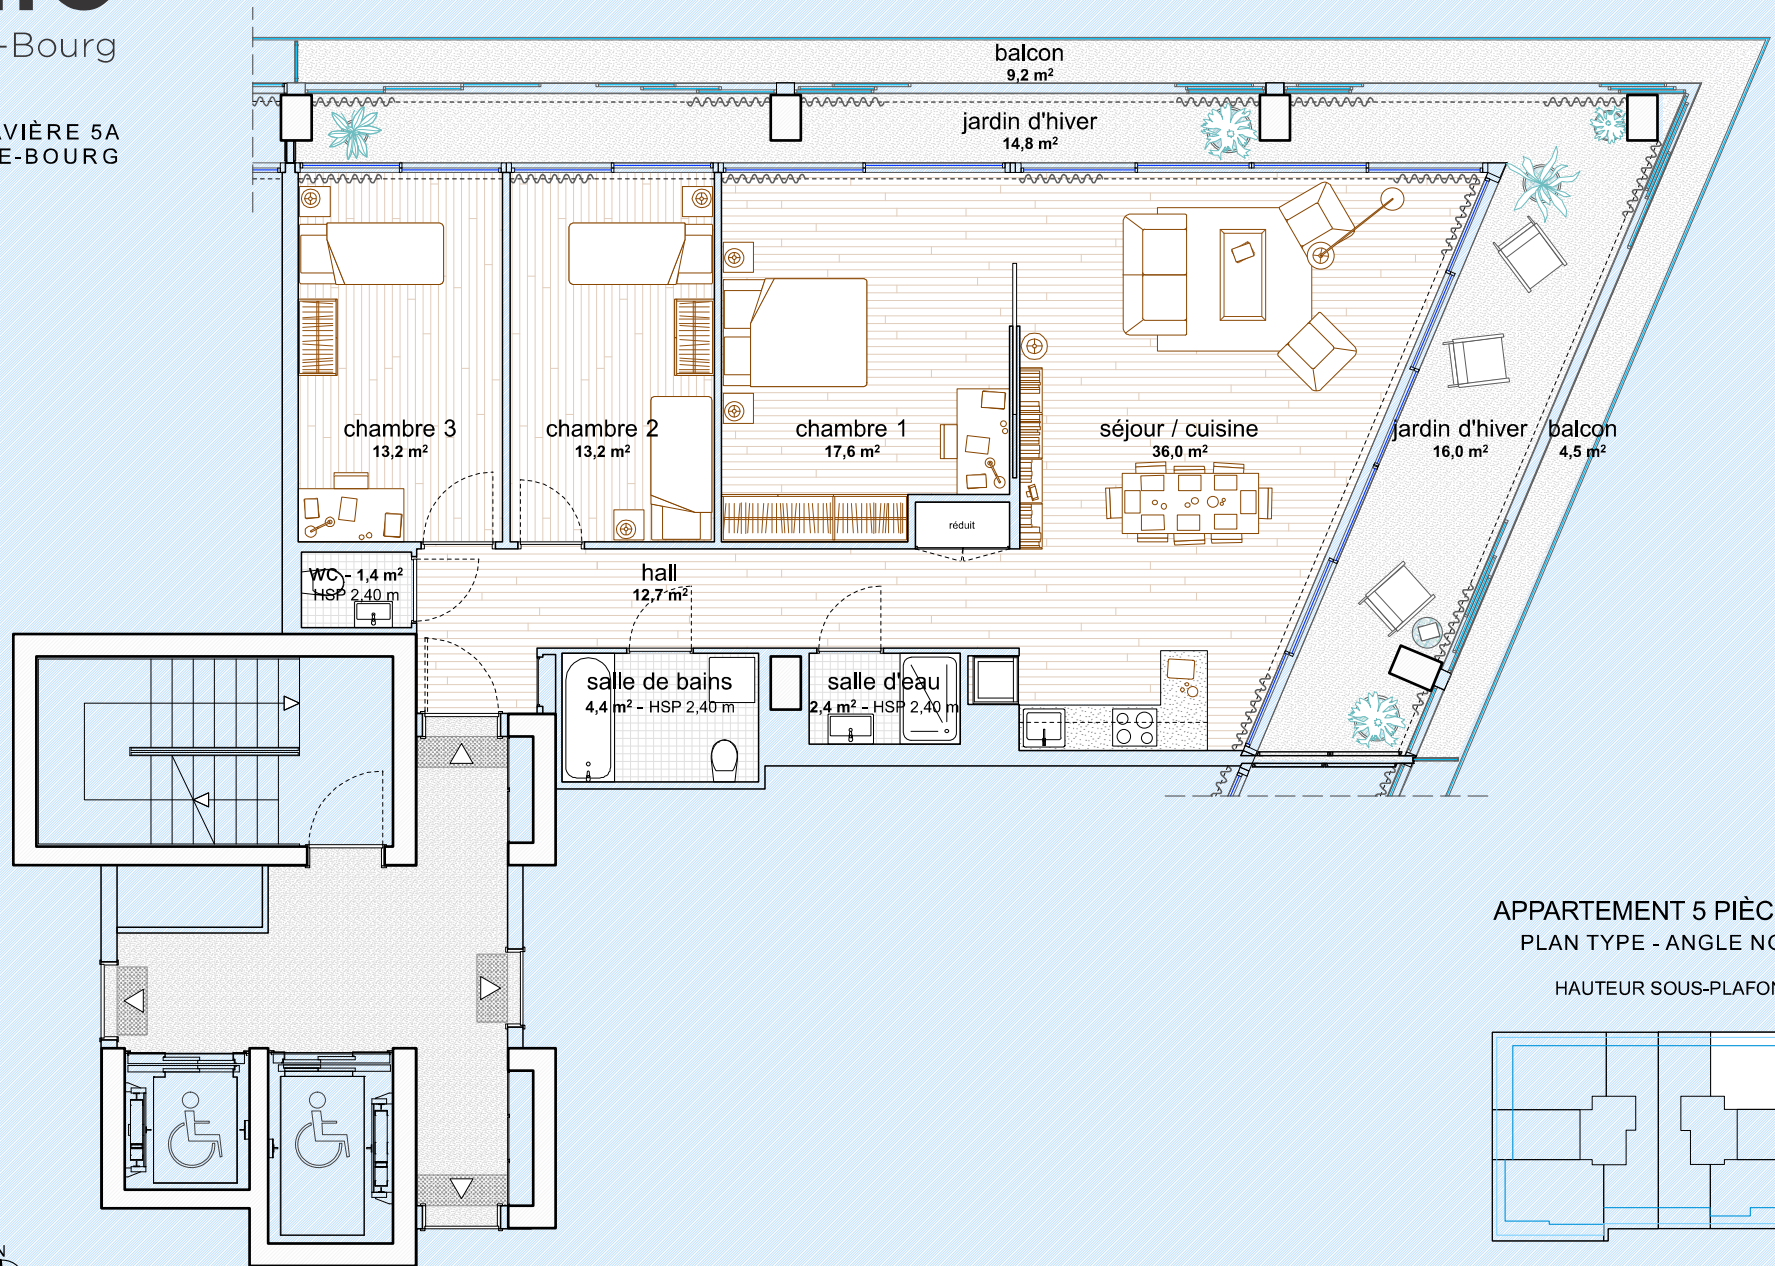 -Bourg
AVIÈRE 5A
E-BOURG
balcon
9,2 m²
jardin d'hiver
14,8 m²
chambre 3
13,2 m²
chambre 2
13,2 m²
chambre 1
17,6 m²
séjour / cuisine
36,0 m²
jardin d'hiver
16,0 m²
balcon
4,5 m²
réduit
WC - 1,4 m²
HSP 2,40 m
hall
12,7 m²
salle de bains
4,4 m² - HSP 2,40 m
salle d'eau
2,4 m² - HSP 2,40 m
APPARTEMENT 5 PIÈC
PLAN TYPE - ANGLE NO
HAUTEUR SOUS-PLAFON
N